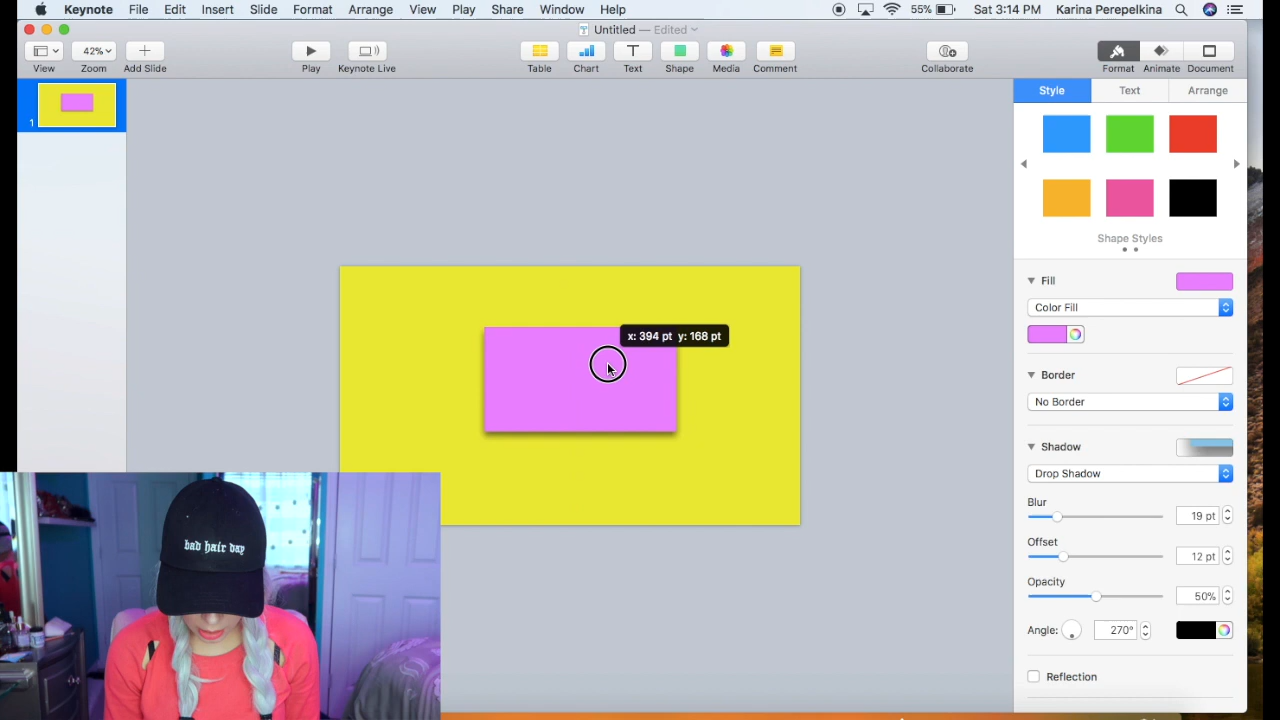 Keynote File Edit Insert Slide Format Arrange View Play Share Window Help 55% Sat 3:14 PM Karina Perepelkina
Untitled — Edited
42%
View Zoom Add Slide Play Keynote Live Table Chart Text Shape Media Comment Collaborate Format Animate Document
Style Text Arrange
1
Shape Styles
Fill
Color Fill
x: 394 pt y: 168 pt
Border
No Border
Shadow
Drop Shadow
Blur
19 pt
Offset
12 pt
Opacity
50%
Angle: 270°
Reflection
bad hair day